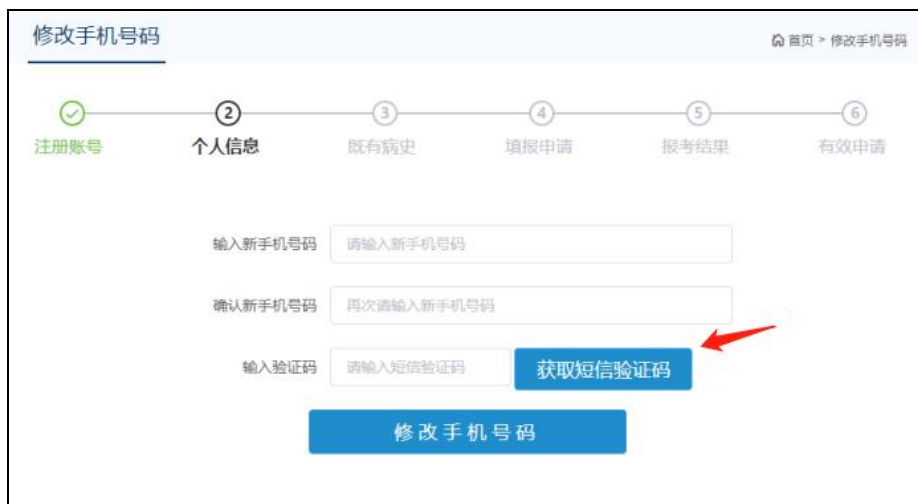 修改手机号码
首页 > 修改手机号码
2 3 4 5 6
注册账号 个人信息 既有病史 填报申请 报考结果 有效申请
输入新手机号码 请输入新手机号码
确认新手机号码 再次请输入新手机号码
输入验证码 请输入短信验证码 获取短信验证码
修改手机号码